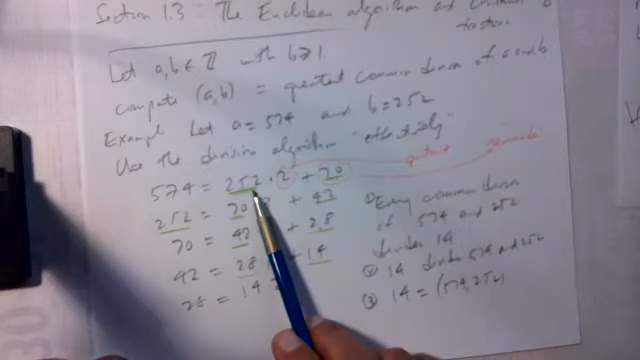 Section 1.3: The Euclidean algorithm and continued
fractions
Let a,b ∈ ℤ with b ≥ 1.
compute (a,b) = greatest common divisor of a and b
Example Let a = 574 and b = 252
Use the division algorithm "effectively"
remainder
574 = 252 · 2 + 70
252 = 70 + 42
70 = 42 + 28
42 = 28 + 14
28 = 14
① Every common divisor
of 574 and 252
divides 14
② 14 divides 574 and 252
③ 14 = (574, 252)